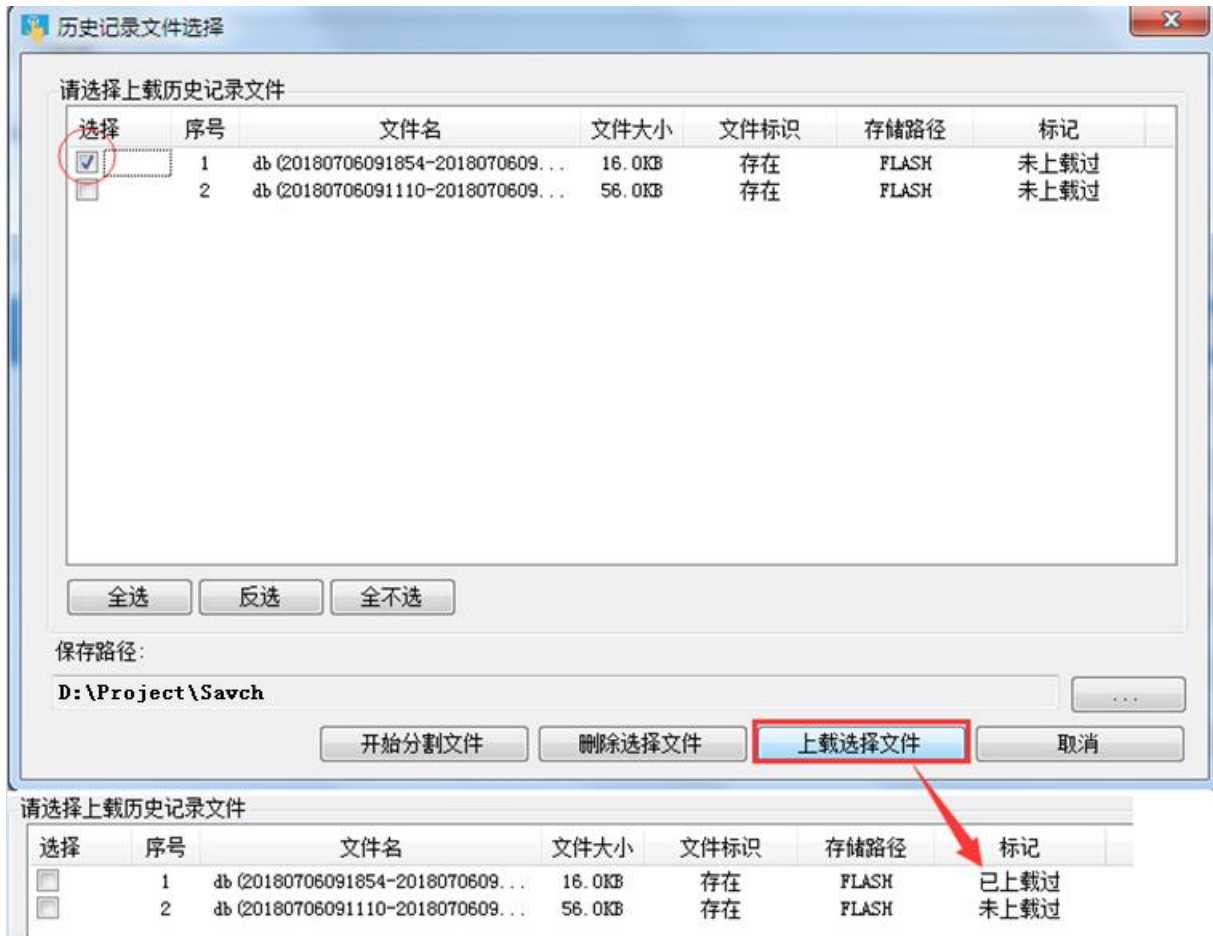 历史记录文件选择
请选择上载历史记录文件
选择 序号 文件名 文件大小 文件标识 存储路径 标记
1 db(20180706091854-2018070609... 16.0KB 存在 FLASH 未上载过
2 db(20180706091110-2018070609... 56.0KB 存在 FLASH 未上载过
全选 反选 全不选
保存路径:
D:\Project\Savch
...
开始分割文件 删除选择文件 上载选择文件 取消
请选择上载历史记录文件
选择 序号 文件名 文件大小 文件标识 存储路径 标记
1 db(20180706091854-2018070609... 16.0KB 存在 FLASH 已上载过
2 db(20180706091110-2018070609... 56.0KB 存在 FLASH 未上载过